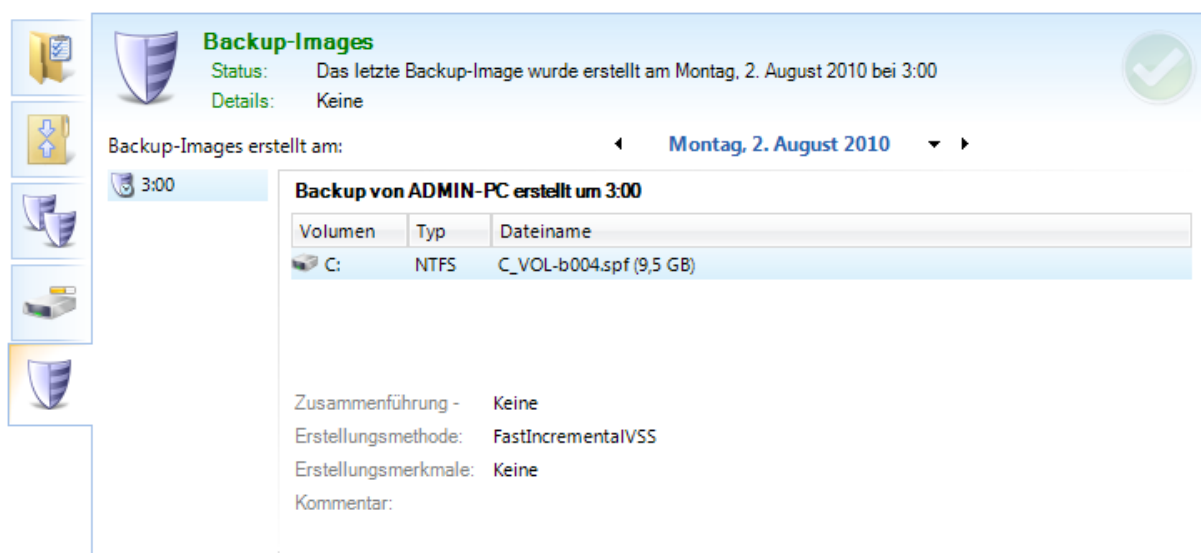 Backup-Images
Status: Das letzte Backup-Image wurde erstellt am Montag, 2. August 2010 bei 3:00
Details: Keine
Backup-Images erstellt am: Montag, 2. August 2010
3:00
Backup von ADMIN-PC erstellt um 3:00
Volumen Typ Dateiname
C: NTFS C_VOL-b004.spf (9,5 GB)
Zusammenführung - Keine
Erstellungsmethode: FastIncrementalVSS
Erstellungsmerkmale: Keine
Kommentar: